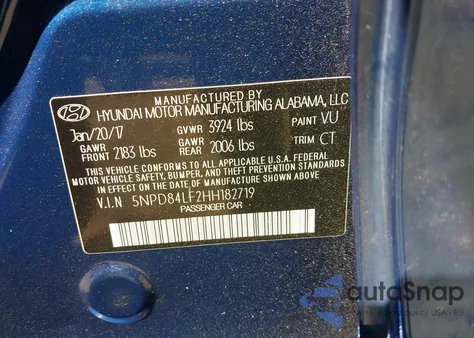 MANUFACTURED BY
HYUNDAI MOTOR MANUFACTURING ALABAMA, LLC
Jan/20/17 GVWR 3924 lbs PAINT VU
GAWR FRONT 2183 lbs GAWR REAR 2006 lbs TRIM CT
THIS VEHICLE CONFORMS TO ALL APPLICABLE U.S.A. FEDERAL
MOTOR VEHICLE SAFETY, BUMPER, AND THEFT PREVENTION STANDARDS
IN EFFECT ON THE DATE OF MANUFACTURE SHOWN ABOVE.
V.I.N 5NPD84LF2HH182719
PASSENGER CAR
autoSnap